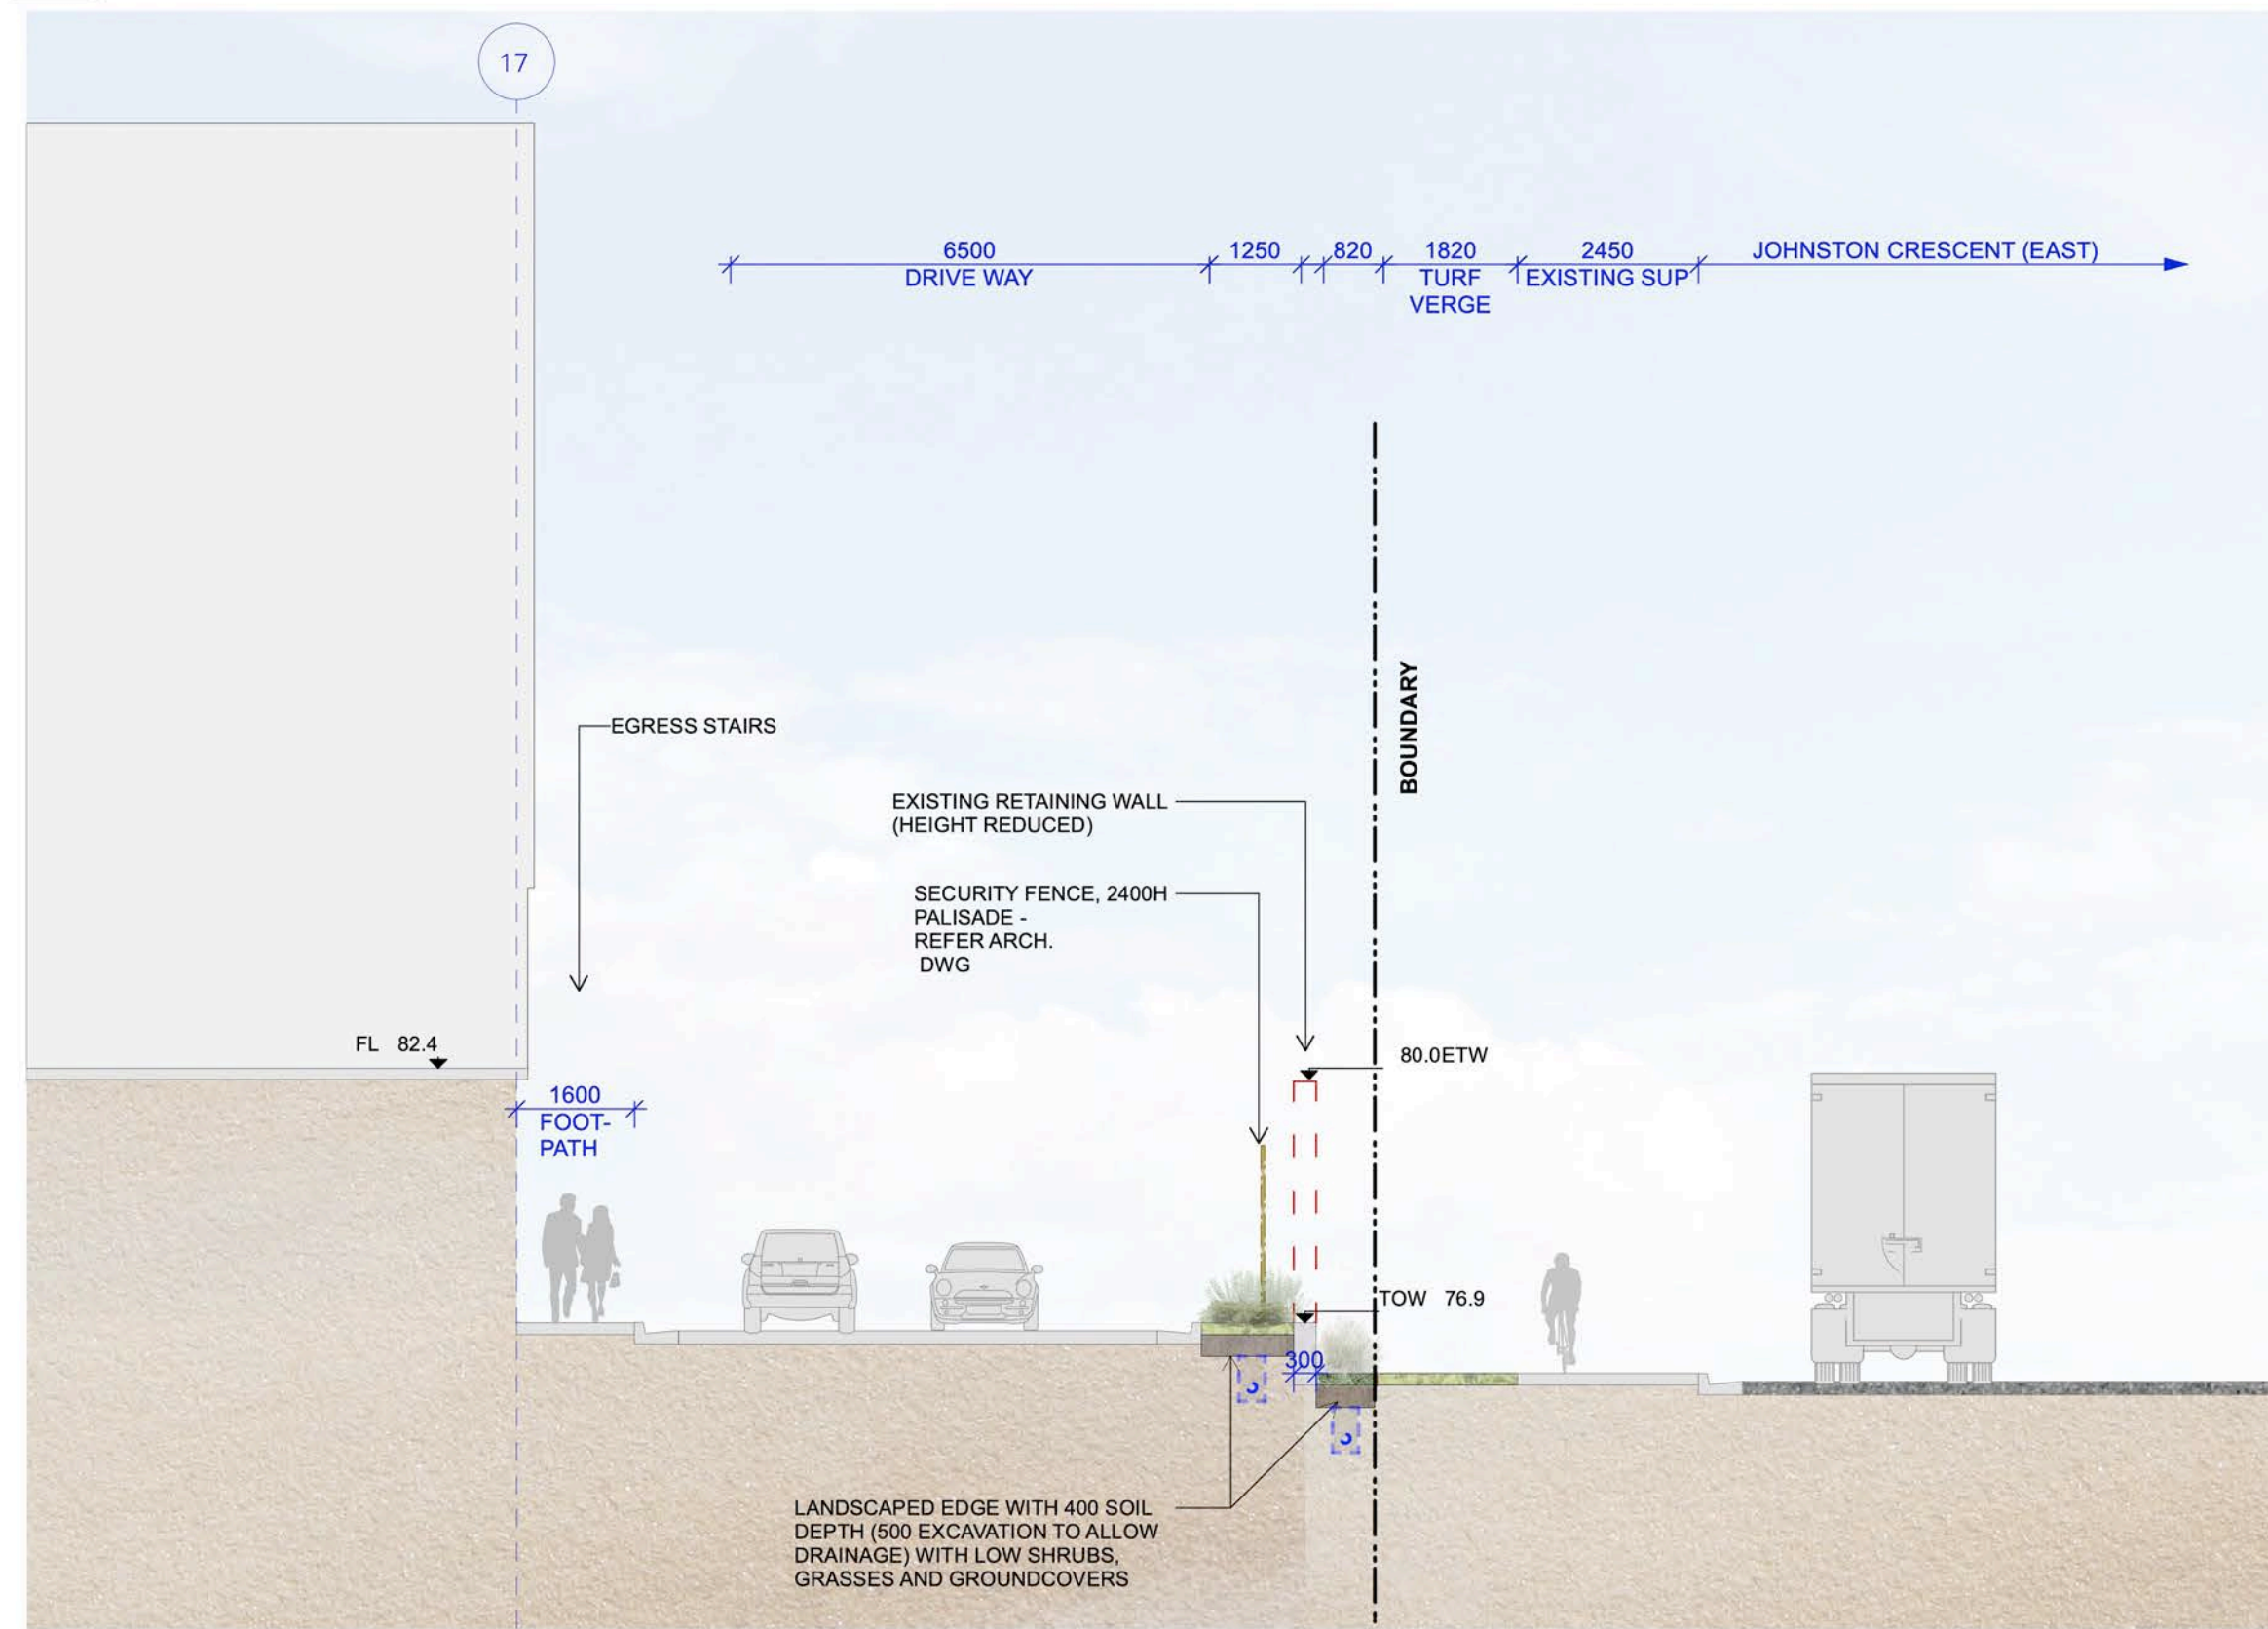 17
6500
DRIVE WAY
1250
820
1820
TURF
VERGE
2450
EXISTING SUP
JOHNSTON CRESCENT (EAST)
BOUNDARY
EGRESS STAIRS
EXISTING RETAINING WALL
(HEIGHT REDUCED)
SECURITY FENCE, 2400H
PALISADE -
REFER ARCH.
DWG
FL 82.4
80.0ETW
1600
FOOT-
PATH
TOW 76.9
300
LANDSCAPED EDGE WITH 400 SOIL
DEPTH (500 EXCAVATION TO ALLOW
DRAINAGE) WITH LOW SHRUBS,
GRASSES AND GROUNDCOVERS